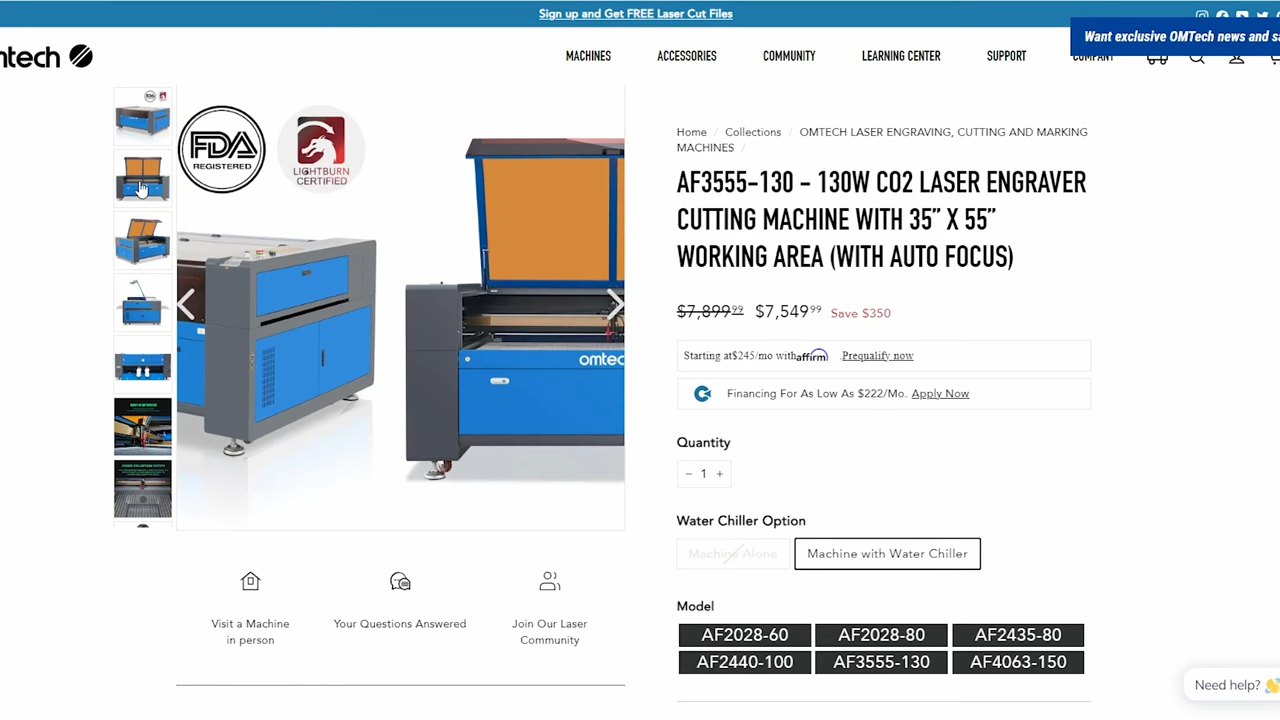 Sign up and Get FREE Laser Cut Files
Want exclusive OMTech news and sa
mtech
MACHINES
ACCESSORIES
COMMUNITY
LEARNING CENTER
SUPPORT
COMPANY
FDA
REGISTERED
LIGHTBURN
CERTIFIED
omtec
Home / Collections / OMTECH LASER ENGRAVING, CUTTING AND MARKING
MACHINES /
AF3555-130 - 130W CO2 LASER ENGRAVER
CUTTING MACHINE WITH 35” X 55”
WORKING AREA (WITH AUTO FOCUS)
$7,899.99 $7,549.99 Save $350
Starting at$245/mo withaffirm .Prequalify now
Financing For As Low As $222/Mo. Apply Now
Quantity
− 1 +
Water Chiller Option
Machine Alone
Machine with Water Chiller
Model
AF2028-60
AF2028-80
AF2435-80
AF2440-100
AF3555-130
AF4063-150
Visit a Machine
in person
Your Questions Answered
Join Our Laser
Community
Need help?